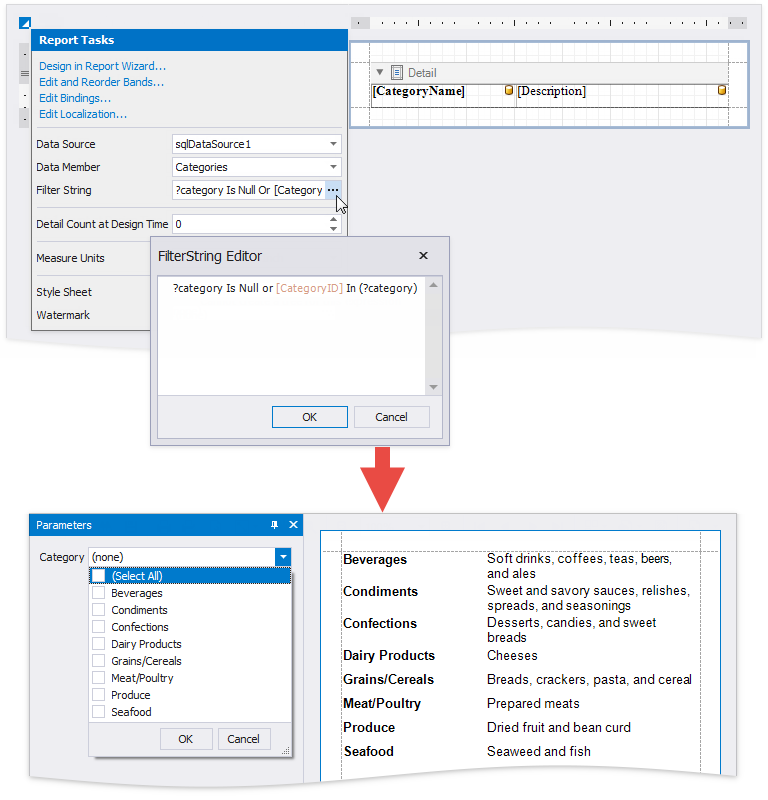 Report Tasks
Design in Report Wizard...
Edit and Reorder Bands...
Edit Bindings...
Edit Localization...
Data Source sqlDataSource1
Data Member Categories
Filter String ?category Is Null Or [Category ...
Detail Count at Design Time 0
Measure Units
Style Sheet
Watermark
Detail
[CategoryName] [Description]
FilterString Editor
?category Is Null or [CategoryID] In (?category)
OK Cancel
Parameters
Category (none)
(Select All)
Beverages
Condiments
Confections
Dairy Products
Grains/Cereals
Meat/Poultry
Produce
Seafood
OK Cancel
Beverages Soft drinks, coffees, teas, beers,
and ales
Condiments Sweet and savory sauces, relishes,
spreads, and seasonings
Confections Desserts, candies, and sweet
breads
Dairy Products Cheeses
Grains/Cereals Breads, crackers, pasta, and cereal
Meat/Poultry Prepared meats
Produce Dried fruit and bean curd
Seafood Seaweed and fish